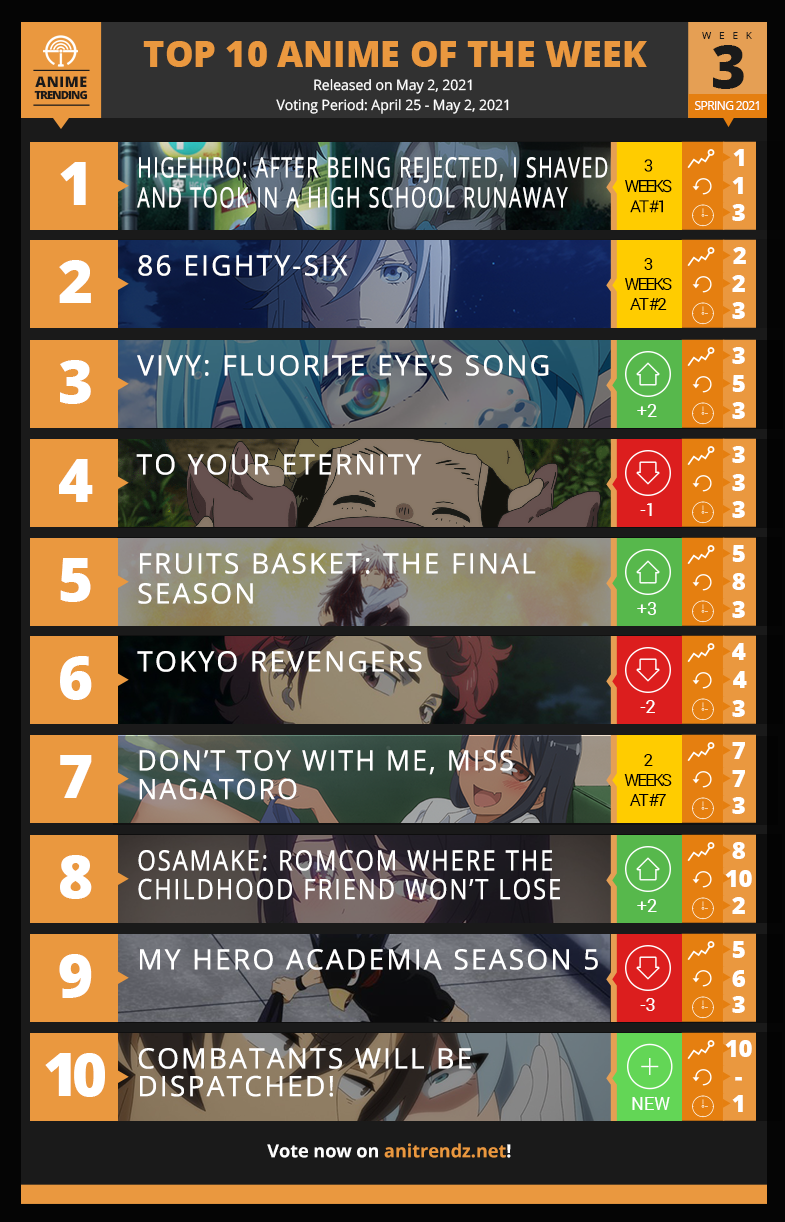 ANIME
TRENDING
TOP 10 ANIME OF THE WEEK
Released on May 2, 2021
Voting Period: April 25 - May 2, 2021
WEEK
3
SPRING 2021
1
HIGEHIRO: AFTER BEING REJECTED, I SHAVED
AND TOOK IN A HIGH SCHOOL RUNAWAY
3
WEEKS
AT #1
1
1
3
2
86 EIGHTY-SIX
3
WEEKS
AT #2
2
2
3
3
VIVY: FLUORITE EYE'S SONG
+2
3
5
3
4
TO YOUR ETERNITY
-1
3
3
3
5
FRUITS BASKET: THE FINAL
SEASON
+3
5
8
3
6
TOKYO REVENGERS
-2
4
4
3
7
DON'T TOY WITH ME, MISS
NAGATORO
2
WEEKS
AT #7
7
7
3
8
OSAMAKE: ROMCOM WHERE THE
CHILDHOOD FRIEND WON'T LOSE
+2
8
10
2
9
MY HERO ACADEMIA SEASON 5
-3
5
6
3
10
COMBATANTS WILL BE
DISPATCHED!
NEW
10
-
1
Vote now on anitrendz.net!